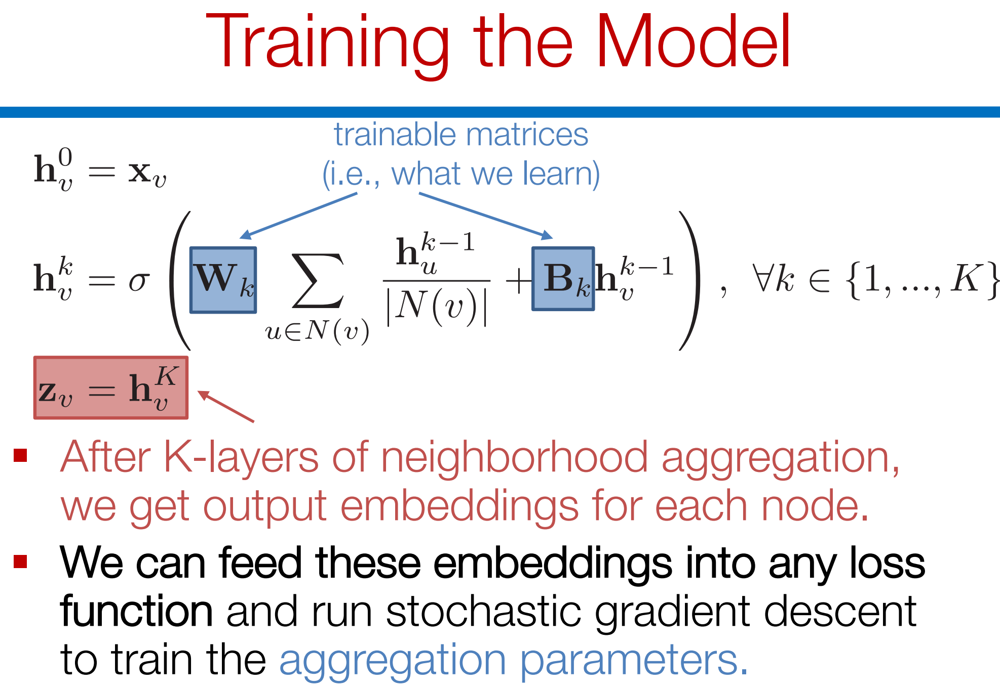 Training the Model
trainable matrices
(i.e., what we learn)
$\mathbf{h}_v^0 = \mathbf{x}_v$
$\mathbf{h}_v^k = \sigma \left( \mathbf{W}_k \sum_{u \in N(v)} \frac{\mathbf{h}_u^{k-1}}{|N(v)|} + \mathbf{B}_k \mathbf{h}_v^{k-1} \right), \ \forall k \in \{1, ..., K\}$
$\mathbf{z}_v = \mathbf{h}_v^K$
▪ After K-layers of neighborhood aggregation,
we get output embeddings for each node.
▪ We can feed these embeddings into any loss
function and run stochastic gradient descent
to train the aggregation parameters.